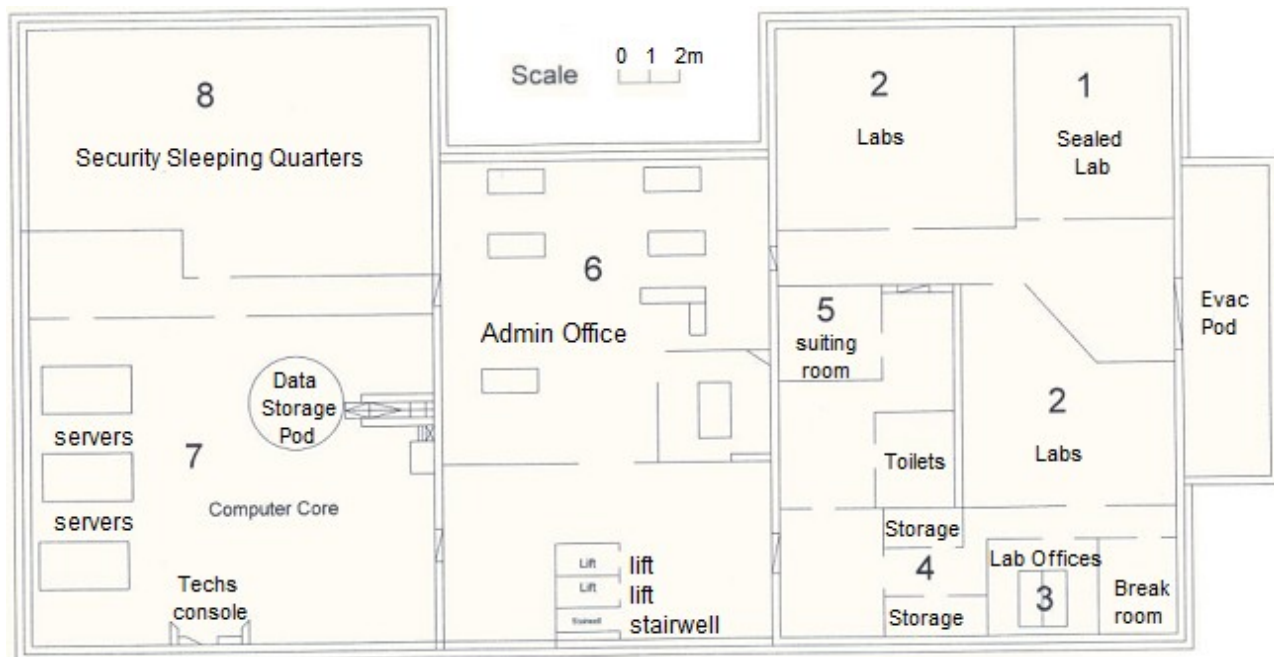 0 1 2m
Scale
8
Security Sleeping Quarters
2
Labs
1
Sealed
Lab
6
Admin Office
5
suiting
room
Evac
Pod
Data
Storage
Pod
servers
7
servers
Computer Core
Techs
console
2
Labs
Toilets
Storage
4
Storage
Lab Offices
3
Break
room
Lift
lift
Lift
lift
Stairwell
stairwell